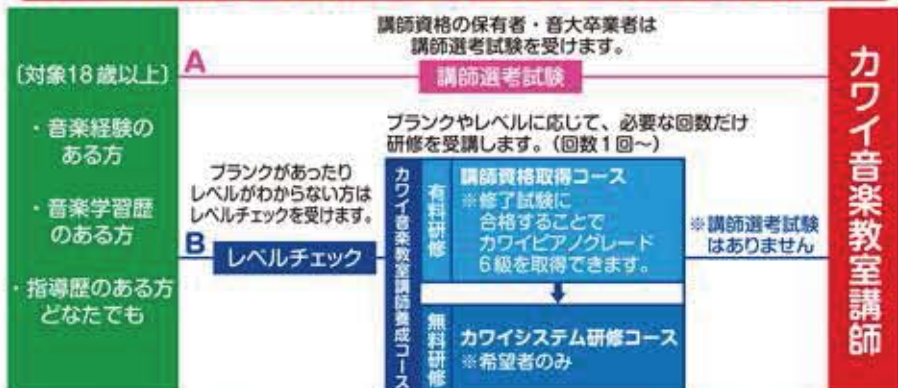 〔対象18歳以上〕
・音楽経験の
ある方
・音楽学習歴
のある方
・指導歴のある方
どなたでも
A
講師資格の保有者・音大卒業者は
講師選考試験を受けます。
講師選考試験
B
ブランクがあったり
レベルがわからない方は
レベルチェックを受けます。
レベルチェック
ブランクやレベルに応じて、必要な回数だけ
研修を受講します。(回数1回～)
カワイ音楽教室講師養成コース
有料研修
講師資格取得コース
※修了試験に
合格することで
カワイピアノグレード
6級を取得できます。
無料研修
カワイシステム研修コース
※希望者のみ
※講師選考試験
はありません
カワイ音楽教室講師